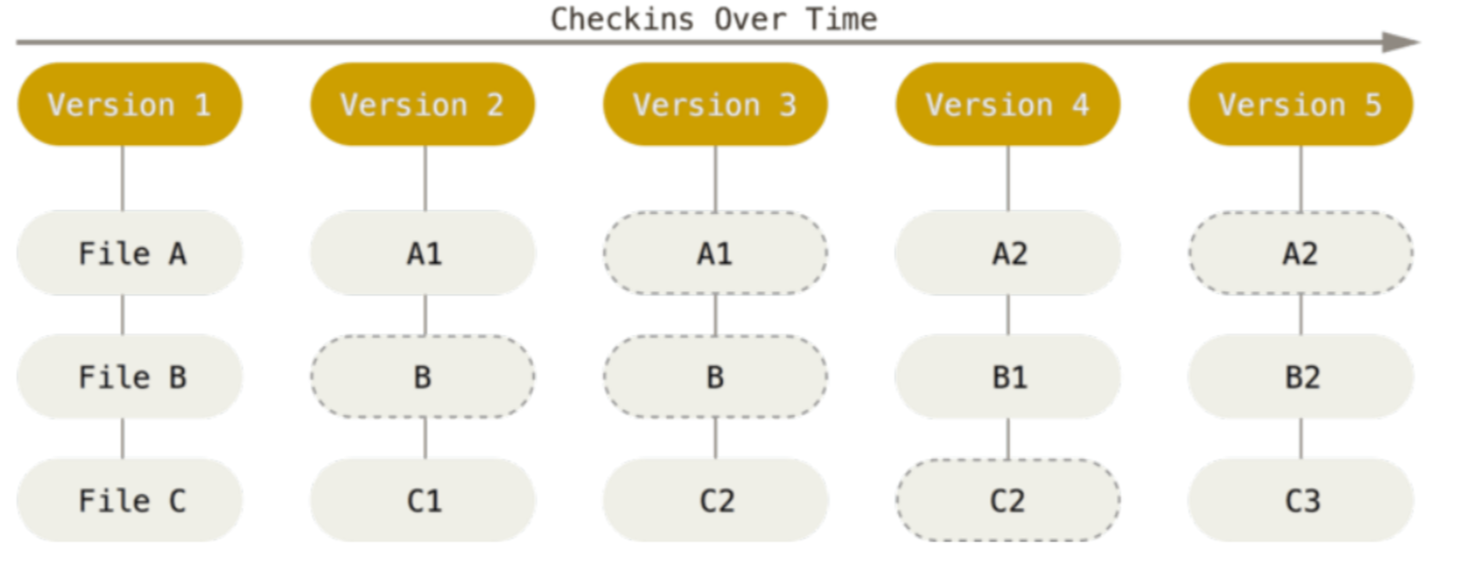 Checkins Over Time
Version 1 Version 2 Version 3 Version 4 Version 5
File A A1 A1 A2 A2
File B B B B1 B2
File C C1 C2 C2 C3